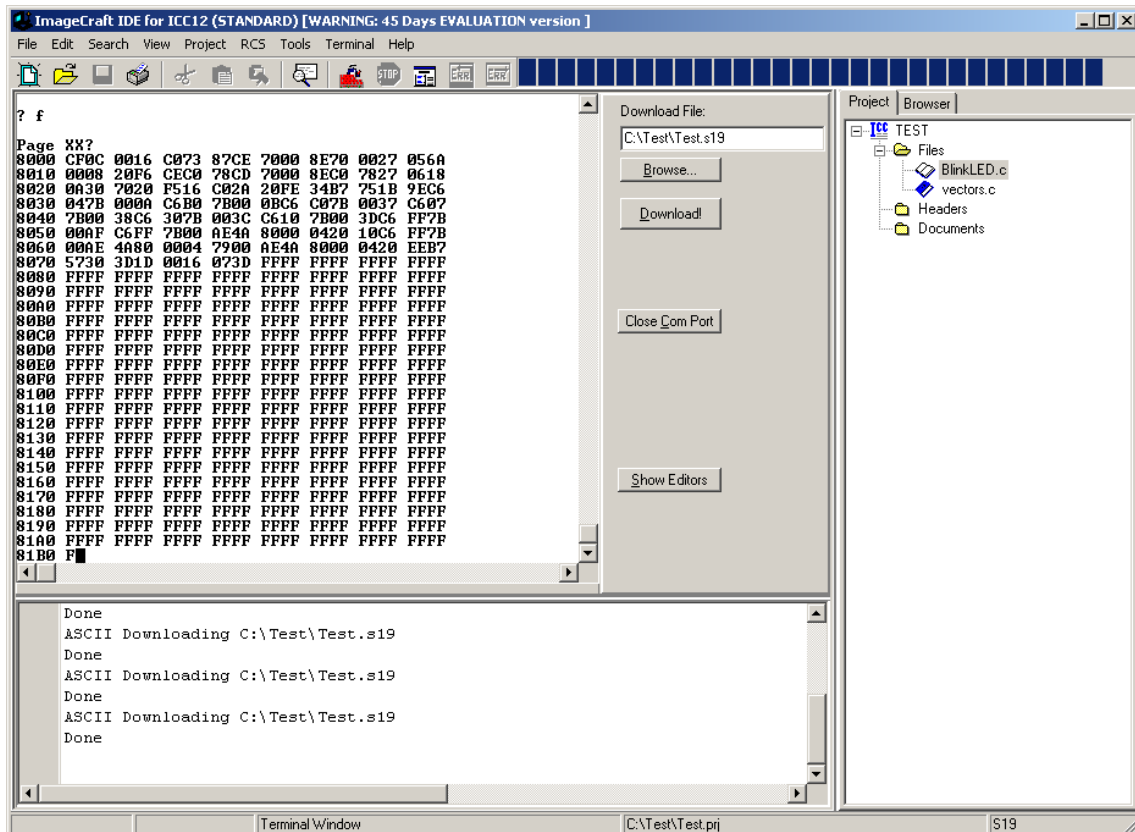 ImageCraft IDE for ICC12 (STANDARD) [WARNING: 45 Days EVALUATION version ]
File Edit Search View Project RCS Tools Terminal Help
STOP ERR ERR
? f
Page XX?
8000 CF0C 0016 C073 87CE 7000 8E70 0027 056A
8010 0008 20F6 CEC0 78CD 7000 8EC0 7827 0618
8020 0A30 7020 F516 C02A 20FE 34B7 751B 9EC6
8030 047B 000A C6B0 7B00 0BC6 C07B 0037 C607
8040 7B00 38C6 307B 003C C610 7B00 3DC6 FF7B
8050 00AF C6FF 7B00 AE4A 8000 0420 10C6 FF7B
8060 00AE 4A80 0004 7900 AE4A 8000 0420 EEB7
8070 5730 3D1D 0016 073D FFFF FFFF FFFF FFFF
8080 FFFF FFFF FFFF FFFF FFFF FFFF FFFF FFFF
8090 FFFF FFFF FFFF FFFF FFFF FFFF FFFF FFFF
80A0 FFFF FFFF FFFF FFFF FFFF FFFF FFFF FFFF
80B0 FFFF FFFF FFFF FFFF FFFF FFFF FFFF FFFF
80C0 FFFF FFFF FFFF FFFF FFFF FFFF FFFF FFFF
80D0 FFFF FFFF FFFF FFFF FFFF FFFF FFFF FFFF
80E0 FFFF FFFF FFFF FFFF FFFF FFFF FFFF FFFF
80F0 FFFF FFFF FFFF FFFF FFFF FFFF FFFF FFFF
8100 FFFF FFFF FFFF FFFF FFFF FFFF FFFF FFFF
8110 FFFF FFFF FFFF FFFF FFFF FFFF FFFF FFFF
8120 FFFF FFFF FFFF FFFF FFFF FFFF FFFF FFFF
8130 FFFF FFFF FFFF FFFF FFFF FFFF FFFF FFFF
8140 FFFF FFFF FFFF FFFF FFFF FFFF FFFF FFFF
8150 FFFF FFFF FFFF FFFF FFFF FFFF FFFF FFFF
8160 FFFF FFFF FFFF FFFF FFFF FFFF FFFF FFFF
8170 FFFF FFFF FFFF FFFF FFFF FFFF FFFF FFFF
8180 FFFF FFFF FFFF FFFF FFFF FFFF FFFF FFFF
8190 FFFF FFFF FFFF FFFF FFFF FFFF FFFF FFFF
81A0 FFFF FFFF FFFF FFFF FFFF FFFF FFFF FFFF
81B0 F
Download File:
C:\Test\Test.s19
Browse...
Download!
Close Com Port
Show Editors
Project Browser
ICC TEST
Files
BlinkLED.c
vectors.c
Headers
Documents
Done
ASCII Downloading C:\Test\Test.s19
Done
ASCII Downloading C:\Test\Test.s19
Done
ASCII Downloading C:\Test\Test.s19
Done
Terminal Window
C:\Test\Test.prj
S19